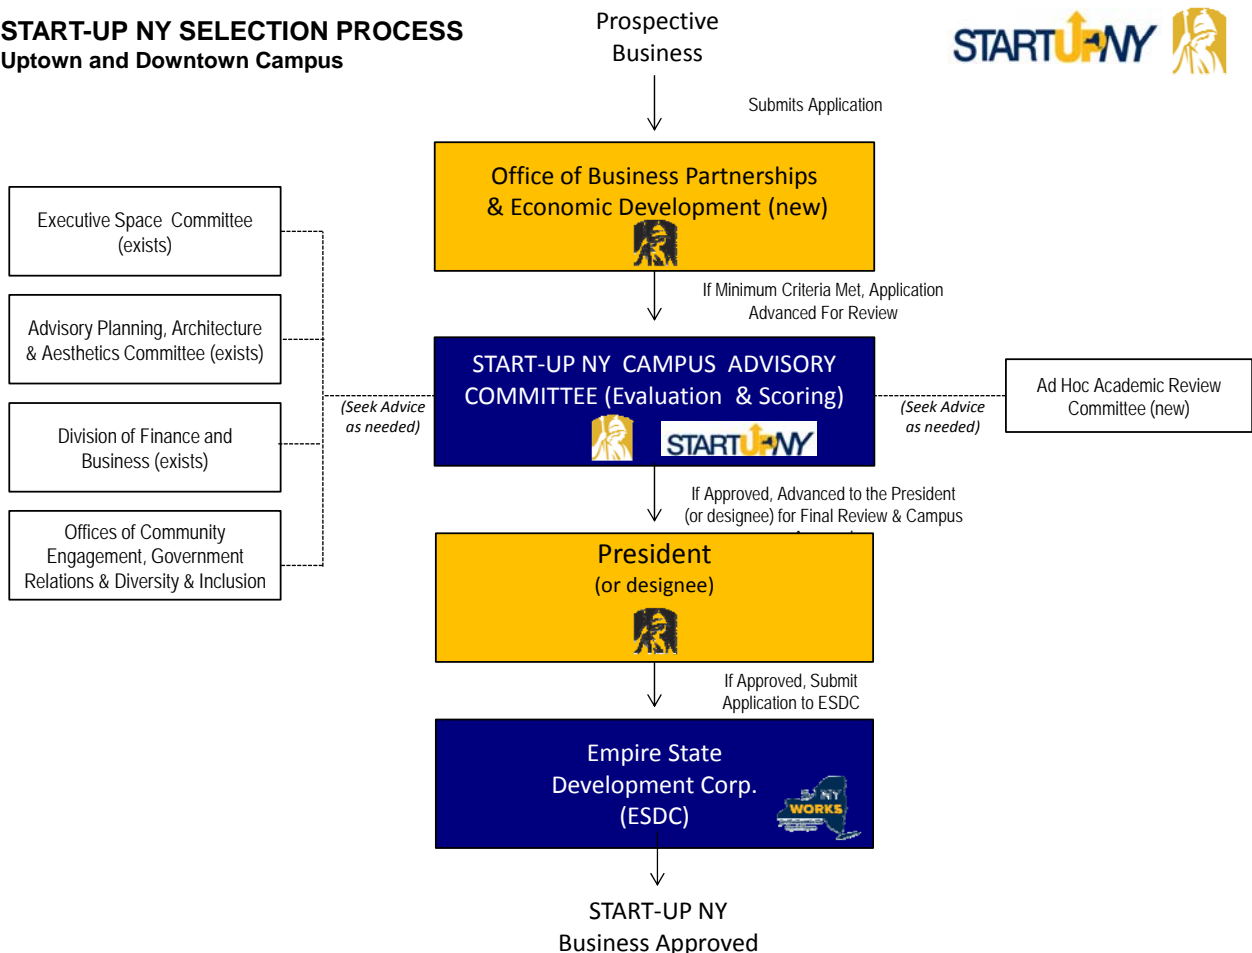 START-UP NY SELECTION PROCESS
Uptown and Downtown Campus
Prospective
Business
STARTUPNY
Submits Application
Office of Business Partnerships
& Economic Development (new)
If Minimum Criteria Met, Application
Advanced For Review
Executive Space Committee
(exists)
Advisory Planning, Architecture
& Aesthetics Committee (exists)
Division of Finance and
Business (exists)
Offices of Community
Engagement, Government
Relations & Diversity & Inclusion
(Seek Advice
as needed)
START-UP NY CAMPUS ADVISORY
COMMITTEE (Evaluation & Scoring)
STARTUPNY
(Seek Advice
as needed)
Ad Hoc Academic Review
Committee (new)
If Approved, Advanced to the President
(or designee) for Final Review & Campus
President
(or designee)
If Approved, Submit
Application to ESDC
Empire State
Development Corp.
(ESDC)
NY
WORKS
START-UP NY
Business Approved